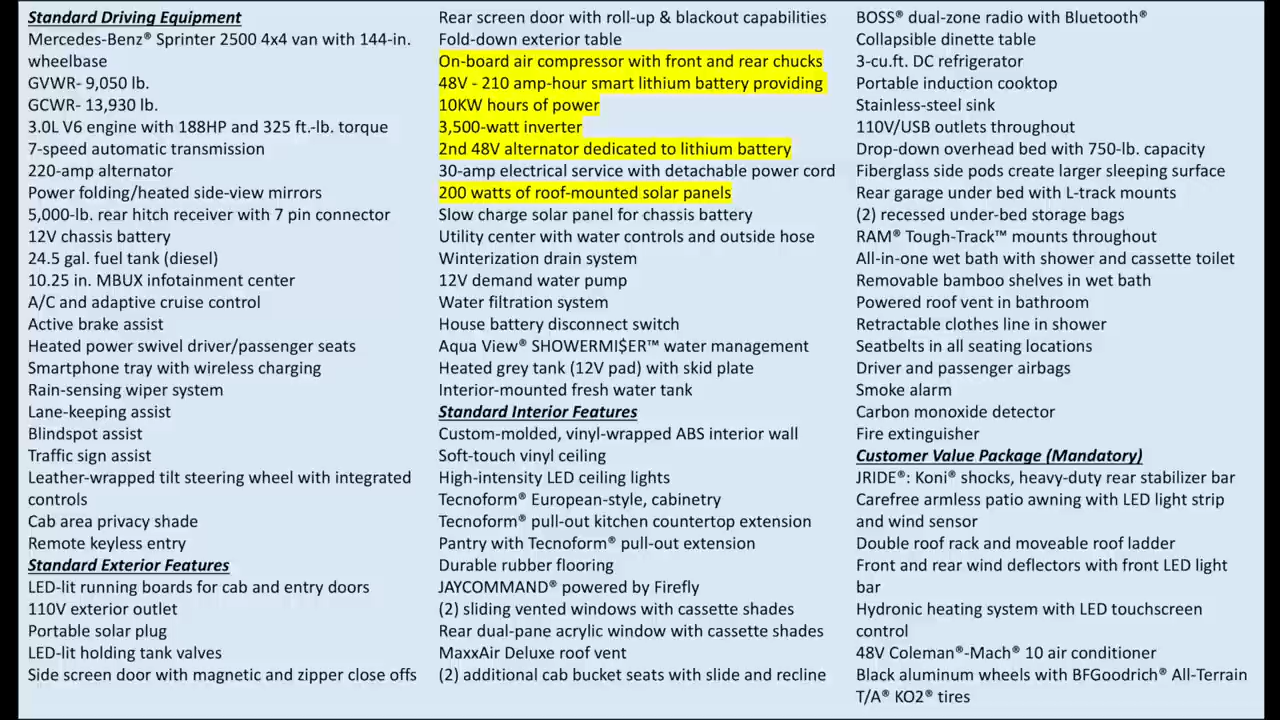 Standard Driving Equipment
Mercedes-Benz® Sprinter 2500 4x4 van with 144-in.
wheelbase
GVWR- 9,050 lb.
GCWR- 13,930 lb.
3.0L V6 engine with 188HP and 325 ft.-lb. torque
7-speed automatic transmission
220-amp alternator
Power folding/heated side-view mirrors
5,000-lb. rear hitch receiver with 7 pin connector
12V chassis battery
24.5 gal. fuel tank (diesel)
10.25 in. MBUX infotainment center
A/C and adaptive cruise control
Active brake assist
Heated power swivel driver/passenger seats
Smartphone tray with wireless charging
Rain-sensing wiper system
Lane-keeping assist
Blindspot assist
Traffic sign assist
Leather-wrapped tilt steering wheel with integrated
controls
Cab area privacy shade
Remote keyless entry
Standard Exterior Features
LED-lit running boards for cab and entry doors
110V exterior outlet
Portable solar plug
LED-lit holding tank valves
Side screen door with magnetic and zipper close offs
Rear screen door with roll-up & blackout capabilities
Fold-down exterior table
On-board air compressor with front and rear chucks
48V - 210 amp-hour smart lithium battery providing
10KW hours of power
3,500-watt inverter
2nd 48V alternator dedicated to lithium battery
30-amp electrical service with detachable power cord
200 watts of roof-mounted solar panels
Slow charge solar panel for chassis battery
Utility center with water controls and outside hose
Winterization drain system
12V demand water pump
Water filtration system
House battery disconnect switch
Aqua View® SHOWERMI$ER™ water management
Heated grey tank (12V pad) with skid plate
Interior-mounted fresh water tank
Standard Interior Features
Custom-molded, vinyl-wrapped ABS interior wall
Soft-touch vinyl ceiling
High-intensity LED ceiling lights
Tecnoform® European-style, cabinetry
Tecnoform® pull-out kitchen countertop extension
Pantry with Tecnoform® pull-out extension
Durable rubber flooring
JAYCOMMAND® powered by Firefly
(2) sliding vented windows with cassette shades
Rear dual-pane acrylic window with cassette shades
MaxxAir Deluxe roof vent
(2) additional cab bucket seats with slide and recline
BOSS® dual-zone radio with Bluetooth®
Collapsible dinette table
3-cu.ft. DC refrigerator
Portable induction cooktop
Stainless-steel sink
110V/USB outlets throughout
Drop-down overhead bed with 750-lb. capacity
Fiberglass side pods create larger sleeping surface
Rear garage under bed with L-track mounts
(2) recessed under-bed storage bags
RAM® Tough-Track™ mounts throughout
All-in-one wet bath with shower and cassette toilet
Removable bamboo shelves in wet bath
Powered roof vent in bathroom
Retractable clothes line in shower
Seatbelts in all seating locations
Driver and passenger airbags
Smoke alarm
Carbon monoxide detector
Fire extinguisher
Customer Value Package (Mandatory)
JRIDE®: Koni® shocks, heavy-duty rear stabilizer bar
Carefree armless patio awning with LED light strip
and wind sensor
Double roof rack and moveable roof ladder
Front and rear wind deflectors with front LED light
bar
Hydronic heating system with LED touchscreen
control
48V Coleman®-Mach® 10 air conditioner
Black aluminum wheels with BFGoodrich® All-Terrain
T/A® KO2® tires